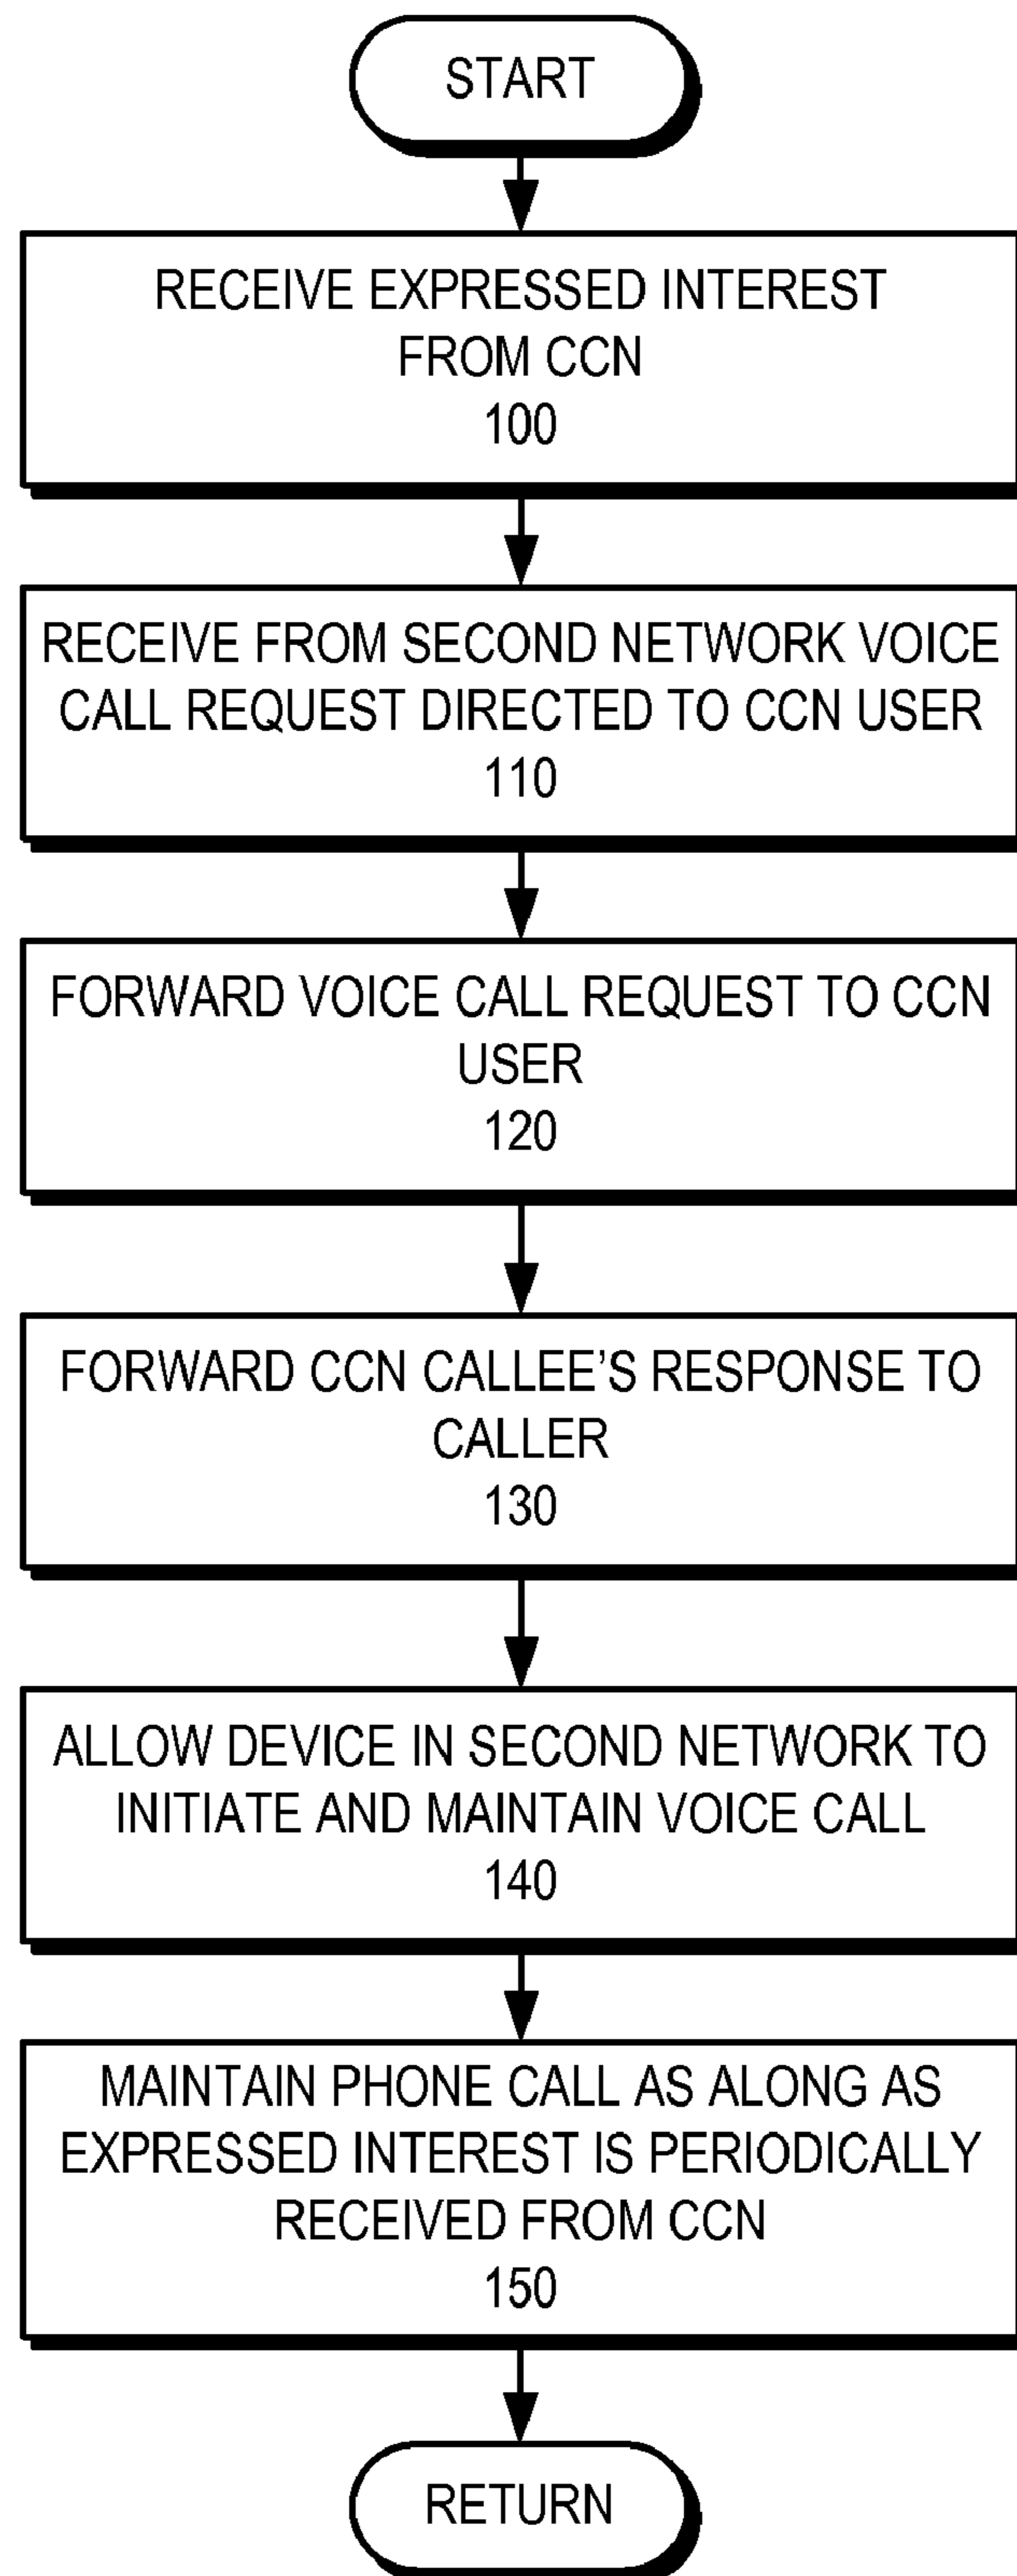 START
RECEIVE EXPRESSED INTEREST
FROM CCN
100
RECEIVE FROM SECOND NETWORK VOICE
CALL REQUEST DIRECTED TO CCN USER
110
FORWARD VOICE CALL REQUEST TO CCN
USER
120
FORWARD CCN CALLEE'S RESPONSE TO
CALLER
130
ALLOW DEVICE IN SECOND NETWORK TO
INITIATE AND MAINTAIN VOICE CALL
140
MAINTAIN PHONE CALL AS ALONG AS
EXPRESSED INTEREST IS PERIODICALLY
RECEIVED FROM CCN
150
RETURN